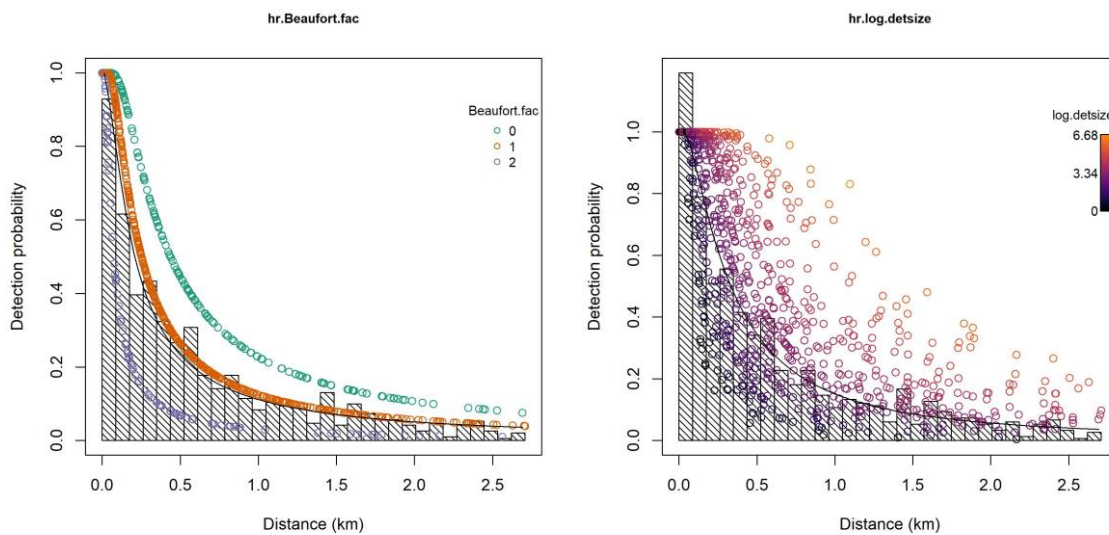 hr.Beaufort.fac
Detection probability
1.0
0.8
0.6
0.4
0.2
0.0
Beaufort.fac
0
1
2
0.0 0.5 1.0 1.5 2.0 2.5
Distance (km)
hr.log.detsize
Detection probability
1.0
0.8
0.6
0.4
0.2
0.0
log.detsize
6.68
3.34
0
0.0 0.5 1.0 1.5 2.0 2.5
Distance (km)